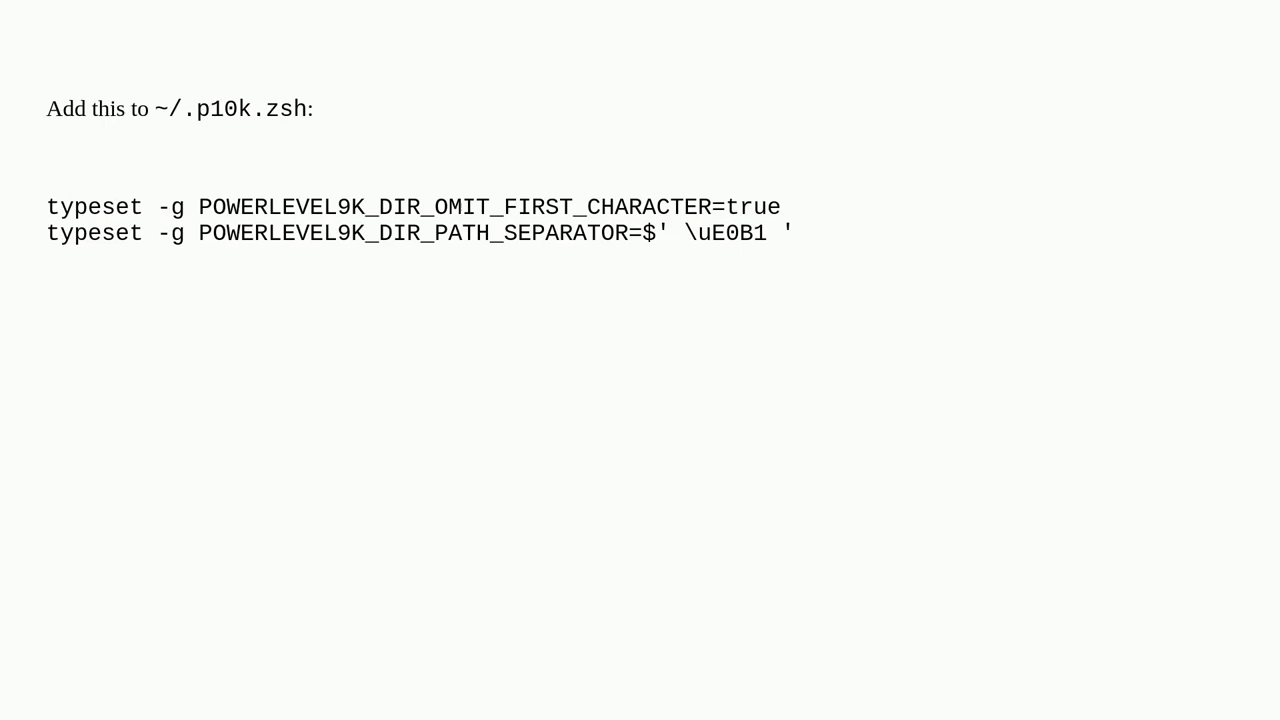 Add this to ~/.p10k.zsh:
typeset -g POWERLEVEL9K_DIR_OMIT_FIRST_CHARACTER=true
typeset -g POWERLEVEL9K_DIR_PATH_SEPARATOR=$' \uE0B1 '